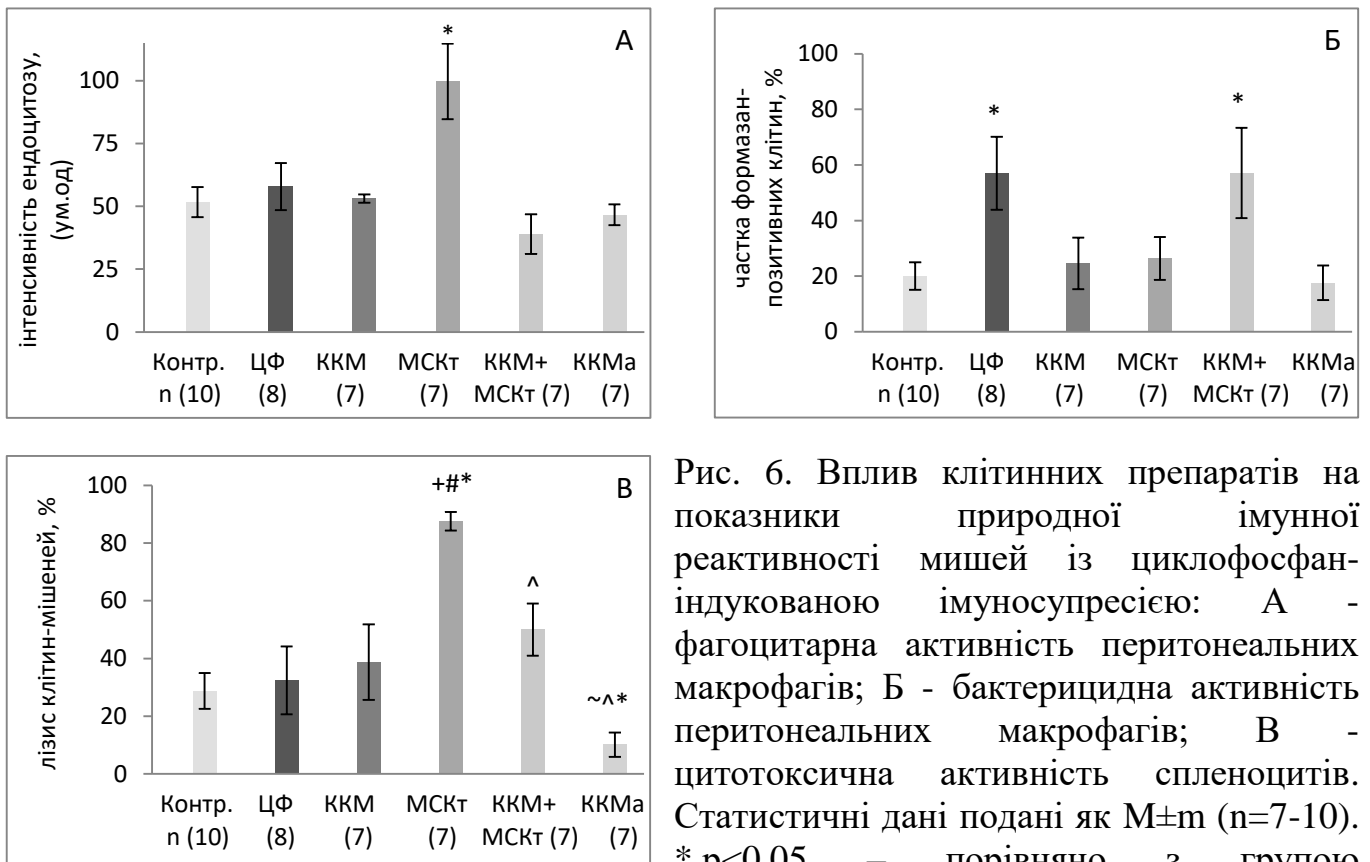 А
*
інтенсивність ендоцитозу,
(ум.од)
100
75
50
25
0
Контр. ЦФ ККМ МСКт ККМ+ ККМа
n (10) (8) (7) (7) МСКт (7) (7)
Б
* *
частка формазан-
позитивних клітин, %
100
80
60
40
20
0
Контр. ЦФ ККМ МСКт ККМ+ ККМа
n (10) (8) (7) (7) МСКт (7) (7)
В
+#*
^
~^*
лізис клітин-мішеней, %
100
80
60
40
20
0
Контр. ЦФ ККМ МСКт ККМ+ ККМа
n (10) (8) (7) (7) МСКт (7) (7)
Рис. 6. Вплив клітинних препаратів на
показники природної імунної
реактивності мишей із циклофосфан-
індукованою імуносупресією: А -
фагоцитарна активність перитонеальних
макрофагів; Б - бактерицидна активність
перитонеальних макрофагів; В -
цитотоксична активність спленоцитів.
Статистичні дані подані як M±m (n=7-10).
* p<0,05 – порівняно з групою